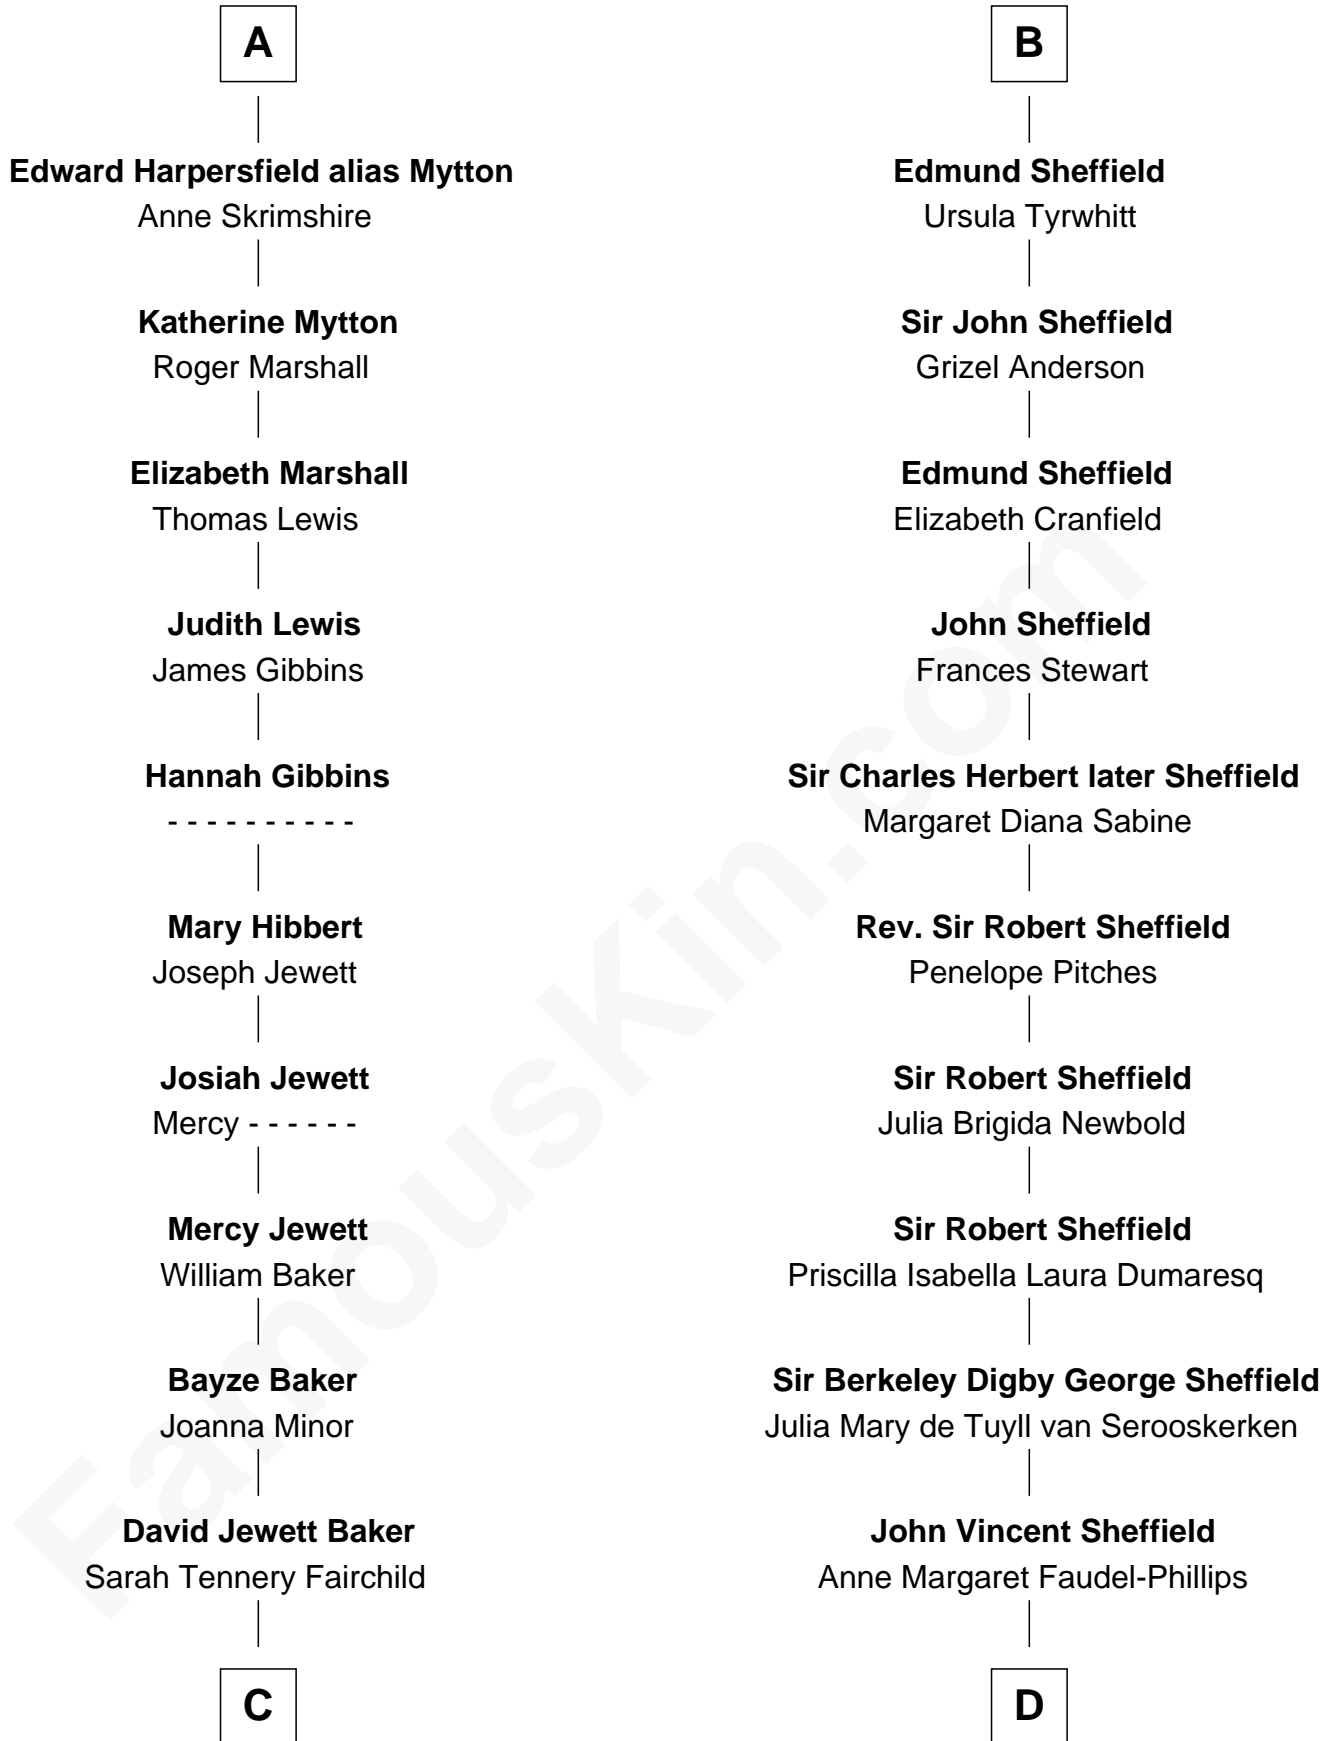 A
Edward Harpersfield alias Mytton
Anne Skrimshire
Katherine Mytton
Roger Marshall
Elizabeth Marshall
Thomas Lewis
Judith Lewis
James Gibbins
Hannah Gibbins
- - - - - - - - - -
Mary Hibbert
Joseph Jewett
Josiah Jewett
Mercy - - - - - -
Mercy Jewett
William Baker
Bayze Baker
Joanna Minor
David Jewett Baker
Sarah Tennery Fairchild
C
B
Edmund Sheffield
Ursula Tyrwhitt
Sir John Sheffield
Grizel Anderson
Edmund Sheffield
Elizabeth Cranfield
John Sheffield
Frances Stewart
Sir Charles Herbert later Sheffield
Margaret Diana Sabine
Rev. Sir Robert Sheffield
Penelope Pitches
Sir Robert Sheffield
Julia Brigida Newbold
Sir Robert Sheffield
Priscilla Isabella Laura Dumaresq
Sir Berkeley Digby George Sheffield
Julia Mary de Tuyll van Serooskerken
John Vincent Sheffield
Anne Margaret Faudel-Phillips
D
FamousKin.com